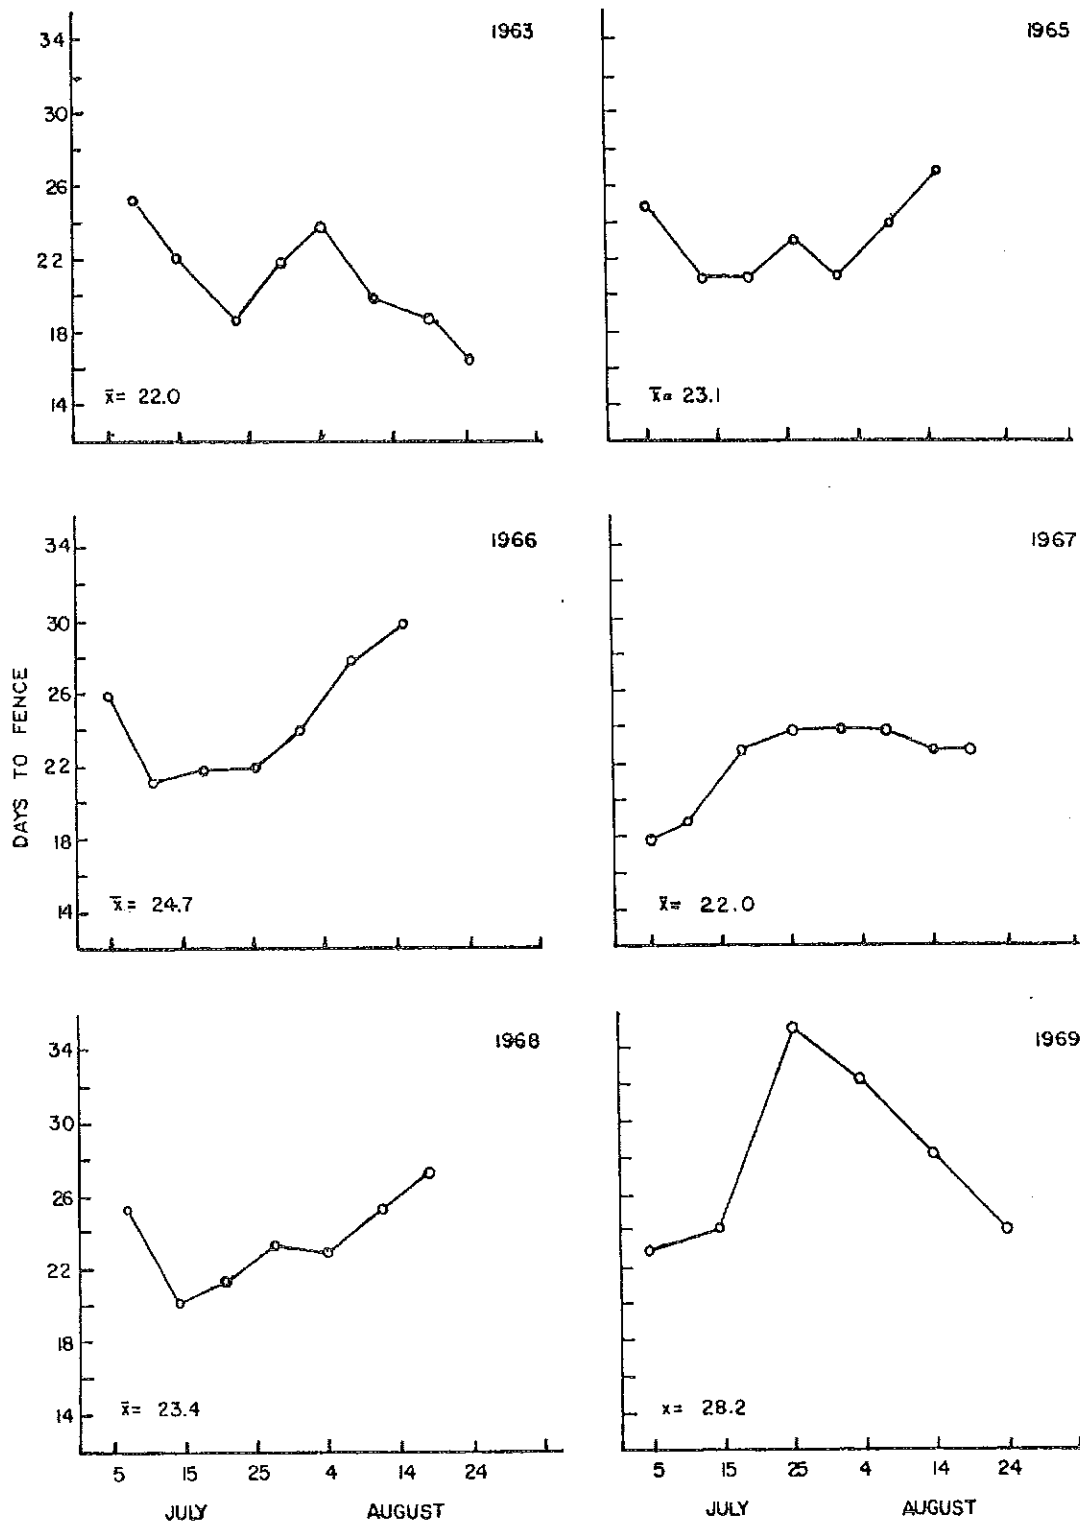 1963
34
30
26
22
18
14
x̄= 22.0
1965
x̄= 23.1
DAYS TO FENCE
1966
34
30
26
22
18
14
x̄= 24.7
1967
x̄= 22.0
1968
34
30
26
22
18
14
x̄= 23.4
5 15 25 4 14 24
JULY AUGUST
1969
x= 28.2
5 15 25 4 14 24
JULY AUGUST